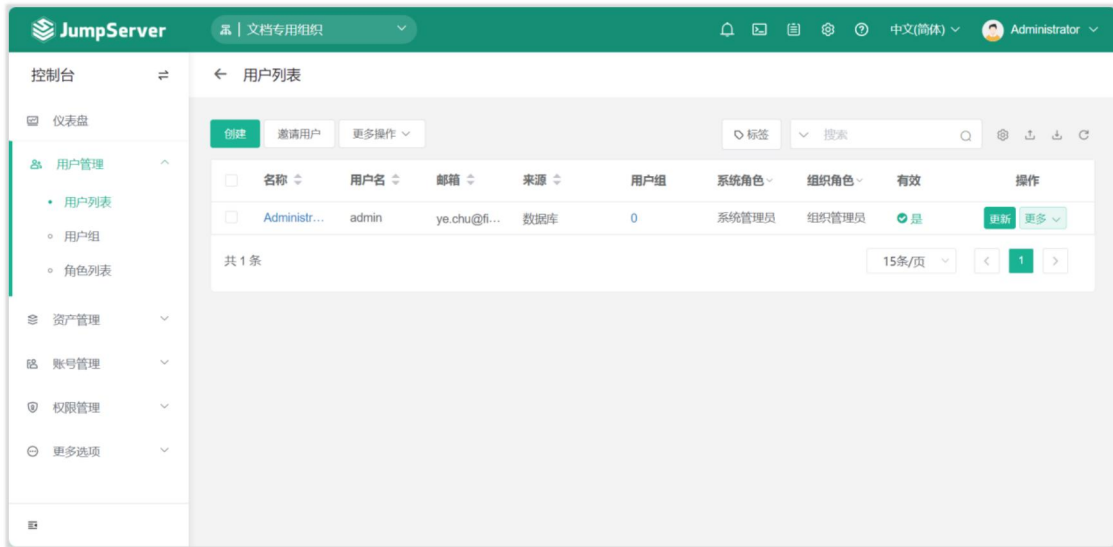 JumpServer 文档专用组织 中文(简体) Administrator
控制台 用户列表
仪表盘
创建 邀请用户 更多操作 标签 搜索
用户管理
名称 用户名 邮箱 来源 用户组 系统角色 组织角色 有效 操作
用户列表
Administr... admin ye.chu@fi... 数据库 0 系统管理员 组织管理员 是 更新 更多
用户组
共 1 条 15条/页 1
角色列表
资产管理
账号管理
权限管理
更多选项